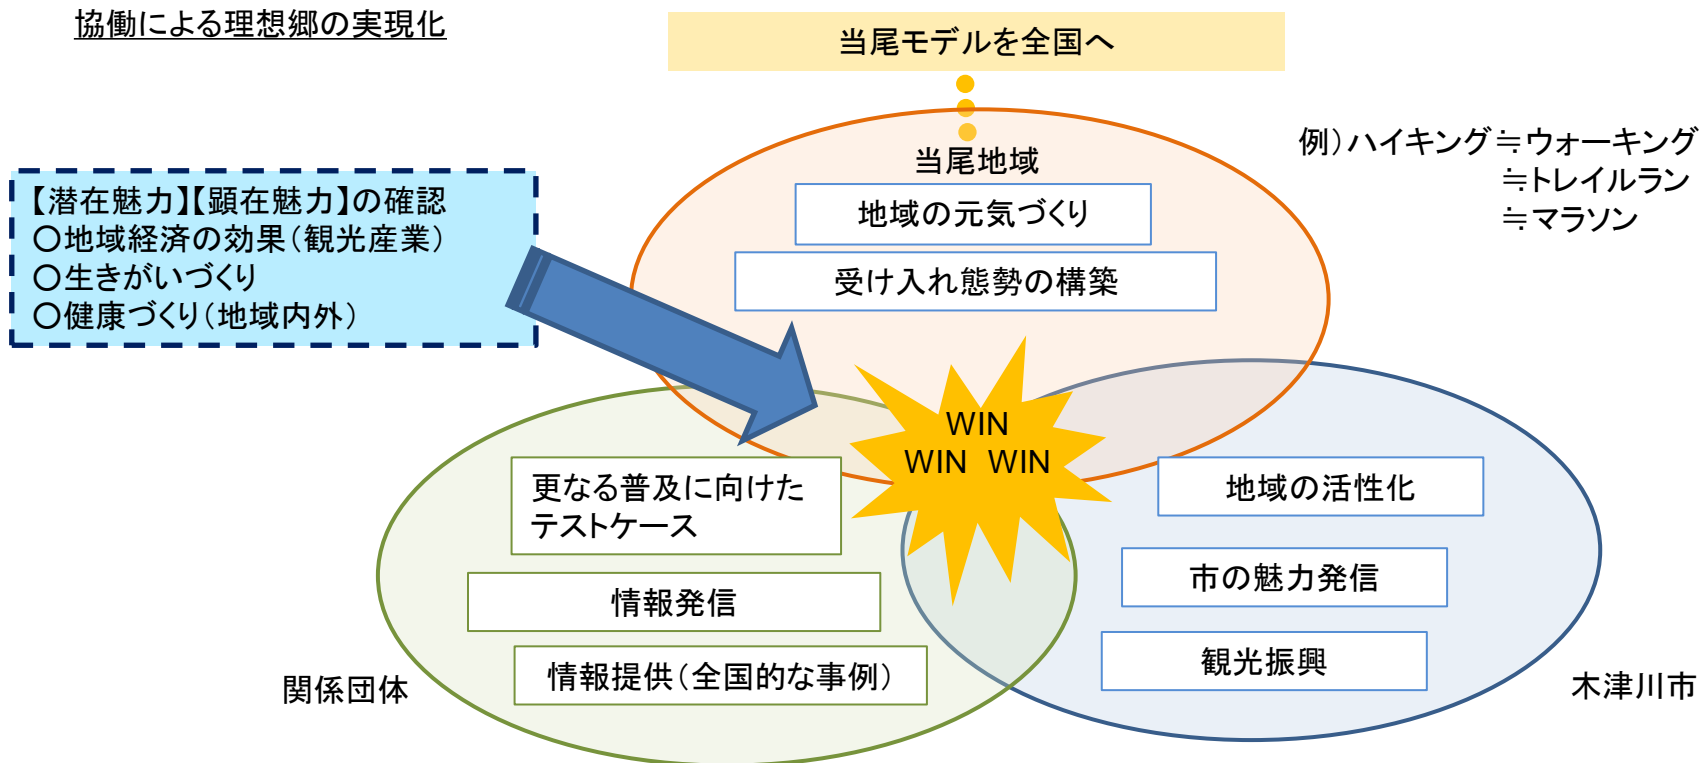 協働による理想郷の実現化
当尾モデルを全国へ
例）ハイキング≒ウォーキング
≒トレイルラン
≒マラソン
【潜在魅力】【顕在魅力】の確認
〇地域経済の効果（観光産業）
〇生きがいづくり
〇健康づくり（地域内外）
当尾地域
地域の元気づくり
受け入れ態勢の構築
WIN
WIN WIN
更なる普及に向けた
テストケース
情報発信
情報提供（全国的な事例）
関係団体
地域の活性化
市の魅力発信
観光振興
木津川市